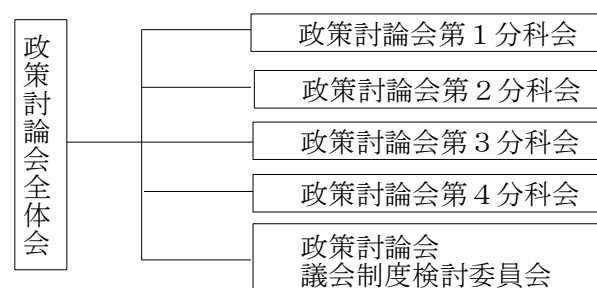 政策討論会全体会
政策討論会第１分科会
政策討論会第２分科会
政策討論会第３分科会
政策討論会第４分科会
政策討論会
議会制度検討委員会